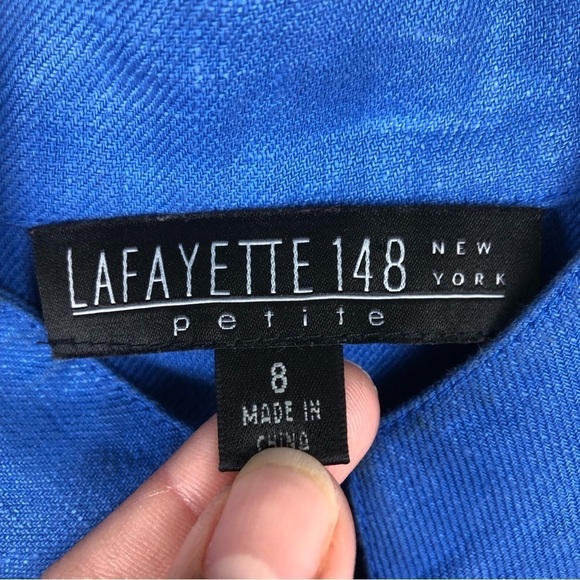 LAFAYETTE 148 NEW YORK
petite
8
MADE IN
CHINA